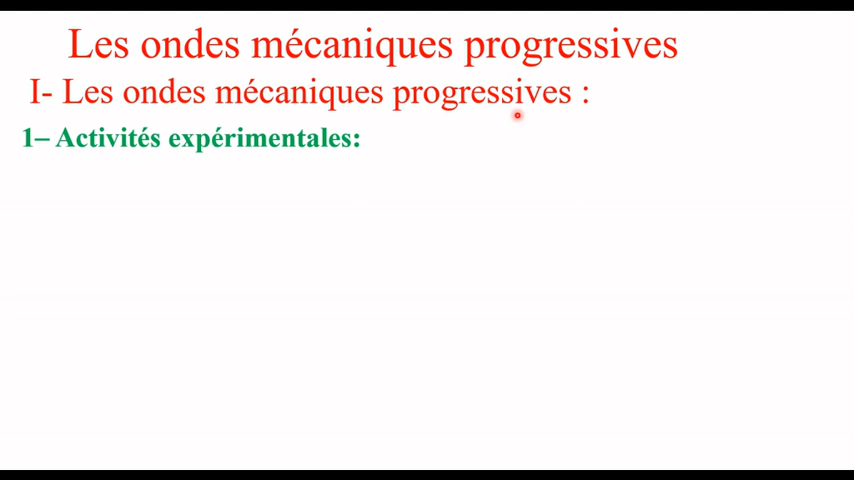 Les ondes mécaniques progressives
I- Les ondes mécaniques progressives :
1– Activités expérimentales: